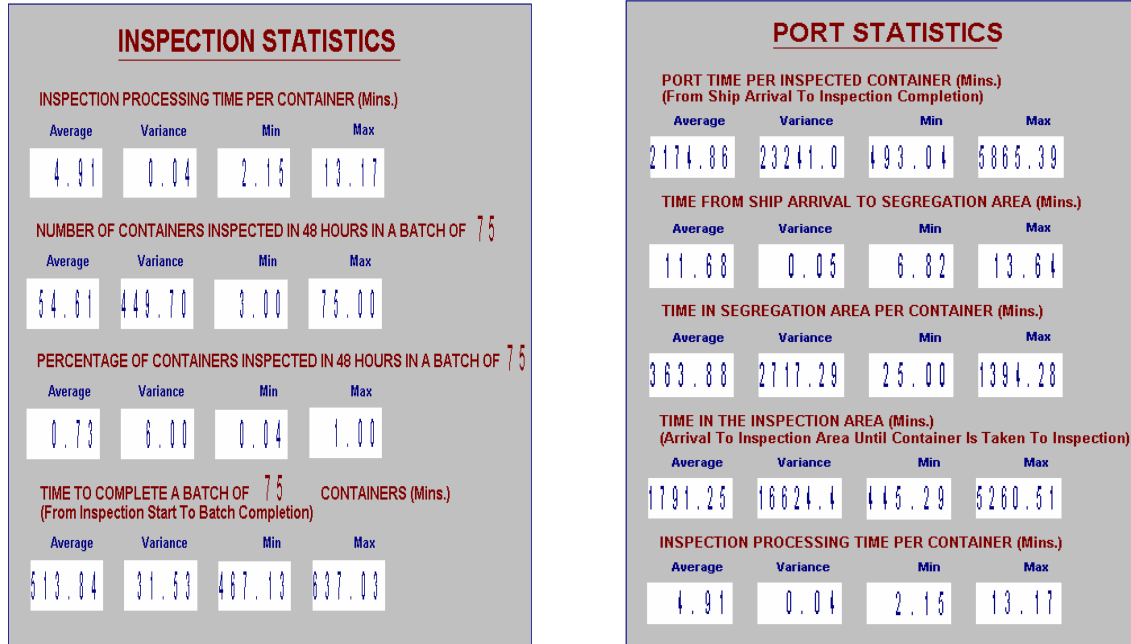 INSPECTION STATISTICS
INSPECTION PROCESSING TIME PER CONTAINER (Mins.)
Average Variance Min Max
4.91 0.04 2.15 13.17
NUMBER OF CONTAINERS INSPECTED IN 48 HOURS IN A BATCH OF 75
Average Variance Min Max
54.61 449.70 3.00 75.00
PERCENTAGE OF CONTAINERS INSPECTED IN 48 HOURS IN A BATCH OF 75
Average Variance Min Max
0.73 6.00 0.04 1.00
TIME TO COMPLETE A BATCH OF 75 CONTAINERS (Mins.)
(From Inspection Start To Batch Completion)
Average Variance Min Max
513.84 31.53 467.13 637.03
PORT STATISTICS
PORT TIME PER INSPECTED CONTAINER (Mins.)
(From Ship Arrival To Inspection Completion)
Average Variance Min Max
2174.86 23241.0 493.04 5865.39
TIME FROM SHIP ARRIVAL TO SEGREGATION AREA (Mins.)
Average Variance Min Max
11.68 0.05 6.82 13.64
TIME IN SEGREGATION AREA PER CONTAINER (Mins.)
Average Variance Min Max
363.88 2717.29 25.00 1394.28
TIME IN THE INSPECTION AREA (Mins.)
(Arrival To Inspection Area Until Container Is Taken To Inspection)
Average Variance Min Max
1791.25 16624.4 445.29 5260.51
INSPECTION PROCESSING TIME PER CONTAINER (Mins.)
Average Variance Min Max
4.91 0.04 2.15 13.17